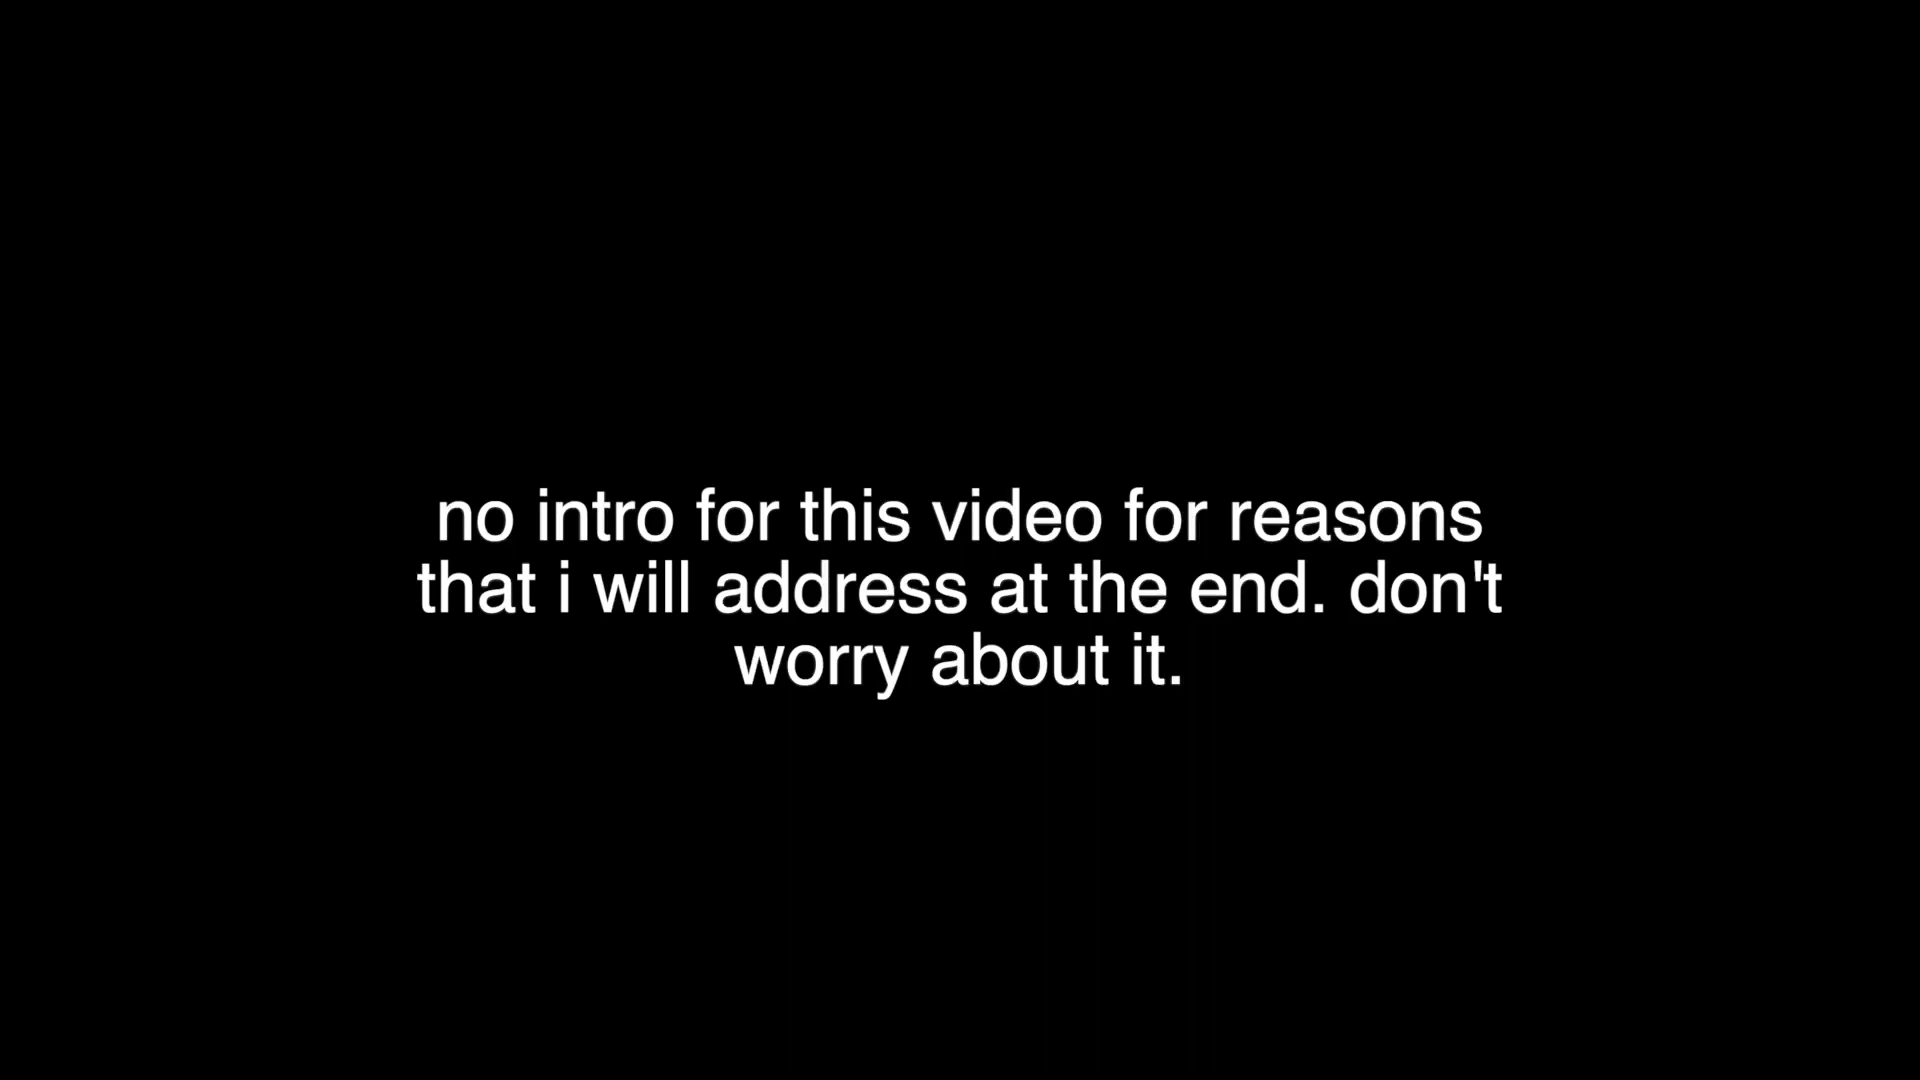 no intro for this video for reasons
that i will address at the end. don't
worry about it.